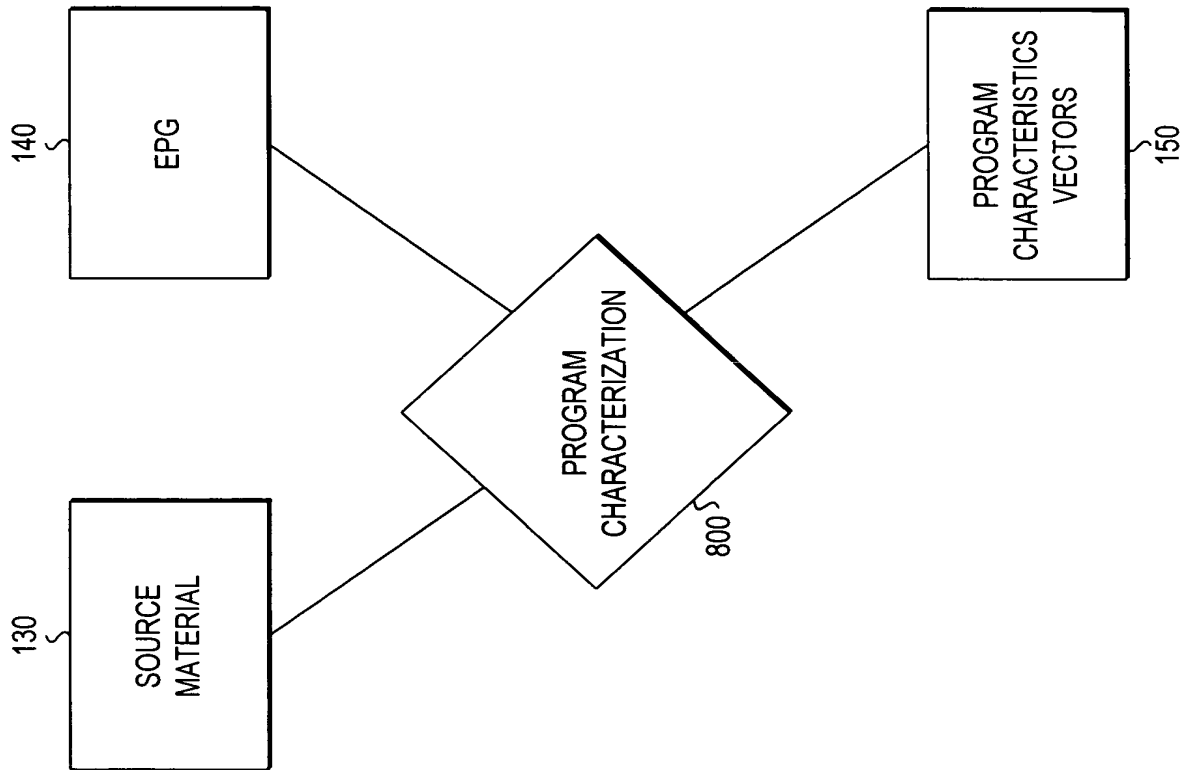 130
SOURCE
MATERIAL
140
EPG
PROGRAM
CHARACTERIZATION
800
PROGRAM
CHARACTERISTICS
VECTORS
150